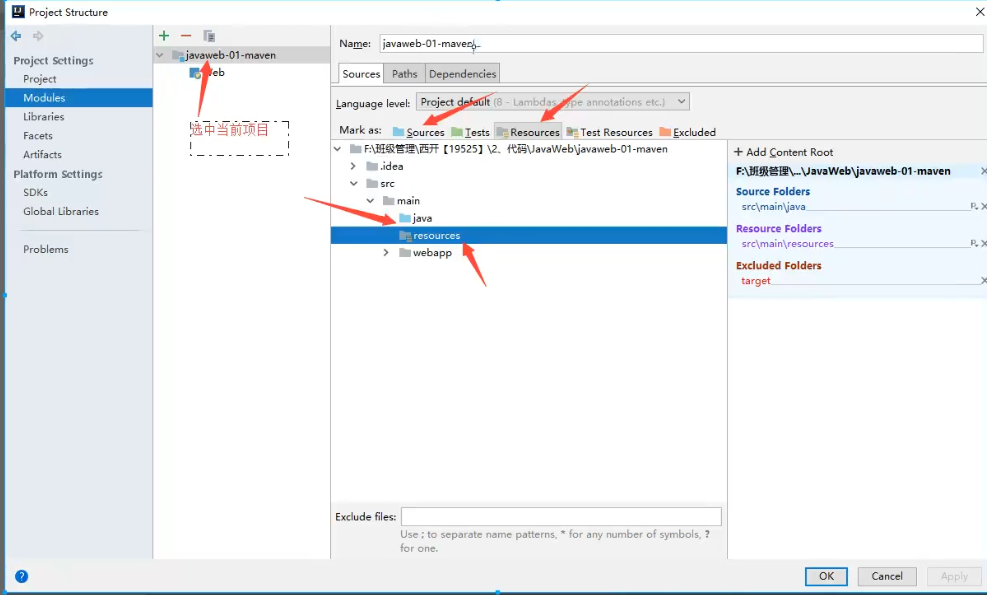 Project Structure
Project Settings
Project
Modules
Libraries
Facets
Artifacts
Platform Settings
SDKs
Global Libraries
Problems
javaweb-01-maven
Web
选中当前项目
Name: javaweb-01-maven
Sources Paths Dependencies
Language level: Project default (8 - Lambdas, type annotations etc.)
Mark as: Sources Tests Resources Test Resources Excluded
F:\班级管理\西开【19525】\2、代码\JavaWeb\javaweb-01-maven
.idea
src
main
java
resources
webapp
Exclude files:
Use ; to separate name patterns, * for any number of symbols, ?
for one.
+ Add Content Root
F:\班级管理\...\JavaWeb\javaweb-01-maven
Source Folders
src\main\java
Resource Folders
src\main\resources
Excluded Folders
target
OK Cancel Apply